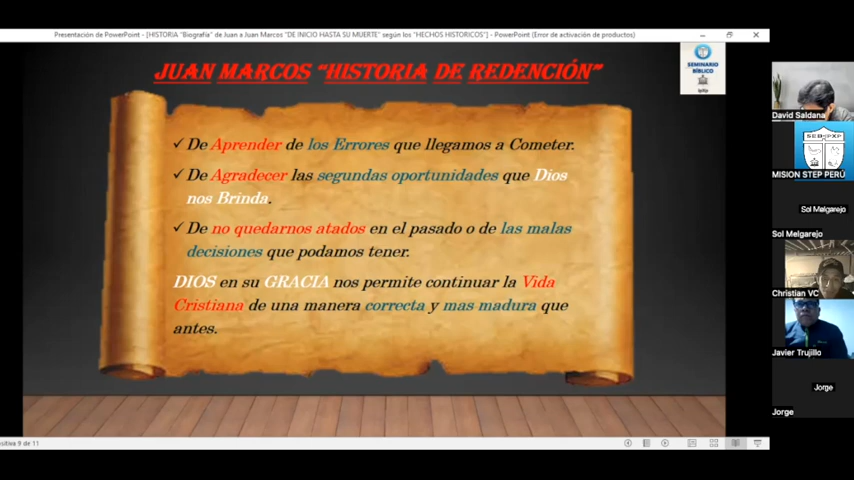 Presentación de PowerPoint - [HISTORIA "Biografía" de Juan a Juan Marcos "DE INICIO HASTA SU MUERTE" según los "HECHOS HISTORICOS"] - PowerPoint (Error de activación de productos)
JUAN MARCOS “HISTORIA DE REDENCIÓN”
SEMINARIO
BÍBLICO
✓ De Aprender de los Errores que llegamos a Cometer.
✓ De Agradecer las segundas oportunidades que Dios
nos Brinda.
✓ De no quedarnos atados en el pasado o de las malas
decisiones que podamos tener.
DIOS en su GRACIA nos permite continuar la Vida
Cristiana de una manera correcta y mas madura que
antes.
ositiva 9 de 11
David Saldana
MISION STEP PERÚ
Sol Malgarejo
Sol Melgarejo
Christian VC
Javier Trujillo
Jorge
Jorge